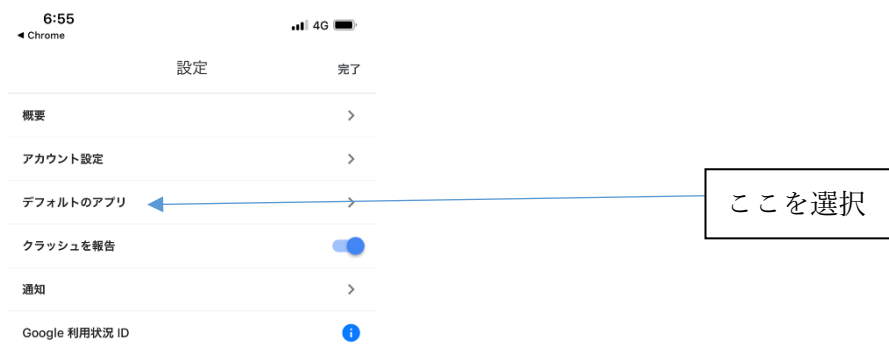 6:55
4G
◀ Chrome
設定
完了
概要
アカウント設定
デフォルトのアプリ
ここを選択
クラッシュを報告
通知
Google 利用状況 ID